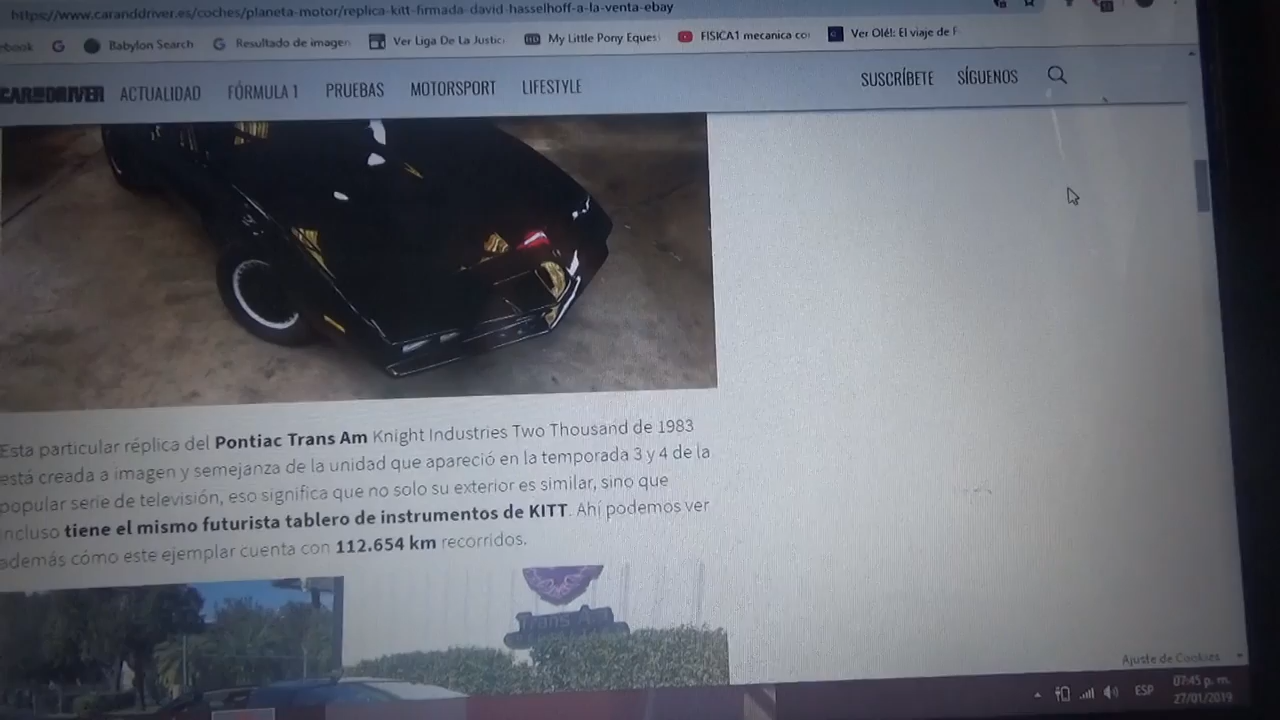 https://www.caranddriver.es/coches/planeta-motor/replica-kitt-firmada-david-hasselhoff-a-la-venta-ebay
ebook
Babylon Search
Resultado de imagen
Ver Liga De La Justic
My Little Pony Eques
FISICA1 mecanica co
Ver Olé!: El viaje de F
CAR AND DRIVER
ACTUALIDAD
FÓRMULA 1
PRUEBAS
MOTORSPORT
LIFESTYLE
SUSCRÍBETE
SÍGUENOS
Esta particular réplica del Pontiac Trans Am Knight Industries Two Thousand de 1983
está creada a imagen y semejanza de la unidad que apareció en la temporada 3 y 4 de la
popular serie de televisión, eso significa que no solo su exterior es similar, sino que
incluso tiene el mismo futurista tablero de instrumentos de KITT. Ahí podemos ver
además cómo este ejemplar cuenta con 112.654 km recorridos.
Trans Am
Ajuste de Cookies
ESP
07:45 p. m.
27/01/2019